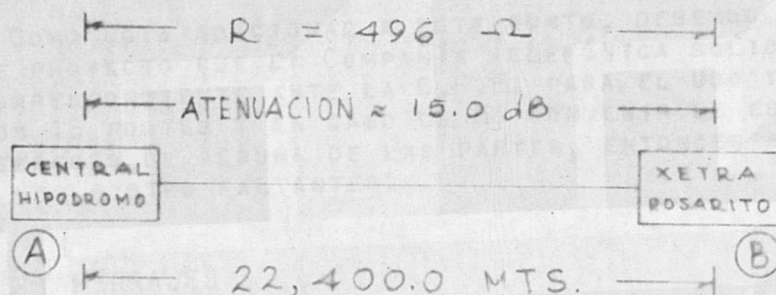 R = 496 Ω
ATENUACION ≈ 15.0 dB
CENTRAL HIPODROMO
XETRA ROSARITO
A
B
22,400.0 MTS.